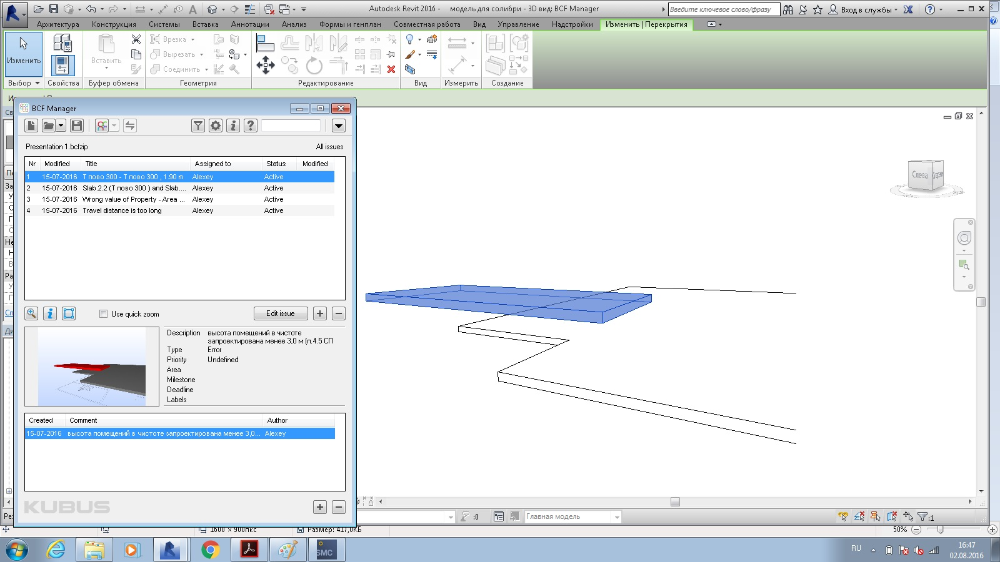 Autodesk Revit 2016 - модель для солибри - 3D вид: BCF Manager
Введите ключевое слово/фразу
Вход в службы
Архитектура Конструкция Системы Вставка Аннотации Анализ Формы и генплан Совместная работа Вид Управление Надстройки Изменить | Перекрытия
Изменить
Вставить
Врезка
Вырезать
Соединить
Выбор Свойства Буфер обмена Геометрия Редактирование Вид Измерить Создание
BCF Manager
Presentation 1.bcfzip All issues
Nr Modified Title Assigned to Status Modified
1 15-07-2016 Т пово 300 - Т пово 300 , 1.90 m Alexey Active
2 15-07-2016 Slab.2.2 (Т пово 300 ) and Slab.... Alexey Active
3 15-07-2016 Wrong value of Property - Area ... Alexey Active
4 15-07-2016 Travel distance is too long Alexey Active
Use quick zoom Edit issue
Description высота помещений в чистоте
запроектирована менее 3,0 м (п.4.5 СП
Type Error
Priority Undefined
Area
Milestone
Deadline
Labels
Created Comment Author
15-07-2016 высота помещений в чистоте запроектирована менее 3,0... Alexey
KUBUS
Слева
:0
Главная модель
:1
1600 × 900пкс
Размер: 417,0КБ
50%
SMC
RU
16:47
02.08.2016